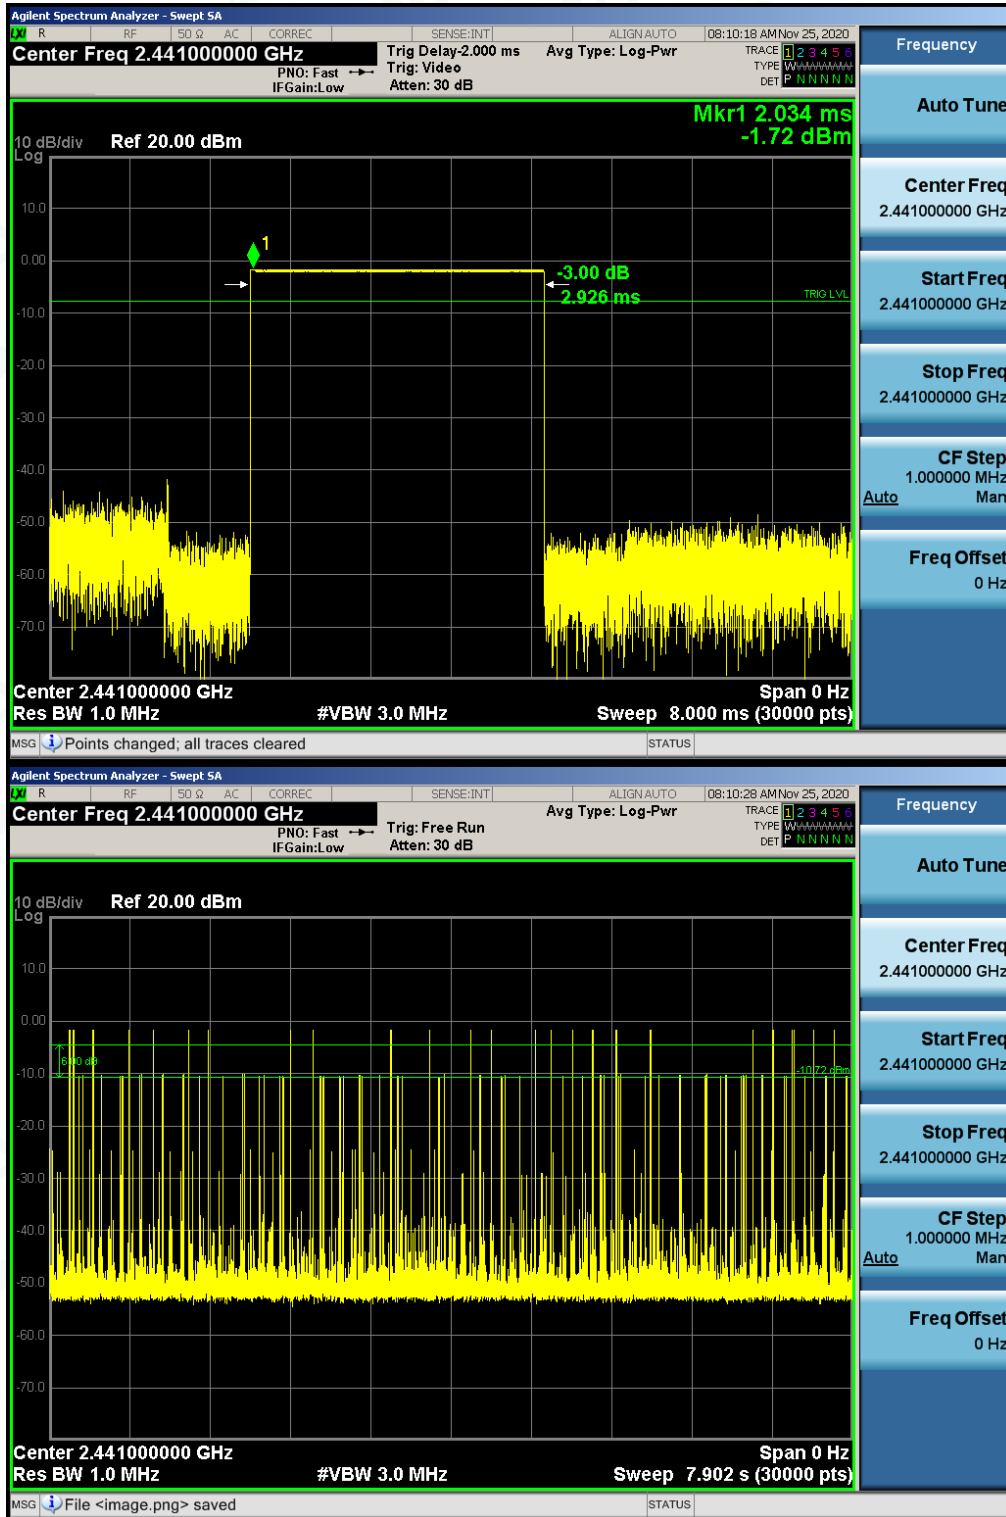 Agilent Spectrum Analyzer - Swept SA
LXI R RF 50 Ω AC CORREC SENSE:INT ALIGN AUTO 08:10:18 AM Nov 25, 2020
Center Freq 2.441000000 GHz Trig Delay-2.000 ms Avg Type: Log-Pwr TRACE 1 2 3 4 5 6
PNO: Fast Trig: Video TYPE WWWWWW
IFGain:Low Atten: 30 dB DET P N N N N N
Mkr1 2.034 ms
-1.72 dBm
10 dB/div Ref 20.00 dBm
Log
10.0
1
0.00
-3.00 dB
2.926 ms
TRIG LVL
-10.0
-20.0
-30.0
-40.0
-50.0
-60.0
-70.0
Center 2.441000000 GHz Span 0 Hz
Res BW 1.0 MHz #VBW 3.0 MHz Sweep 8.000 ms (30000 pts)
MSG Points changed; all traces cleared STATUS
Frequency
Auto Tune
Center Freq
2.441000000 GHz
Start Freq
2.441000000 GHz
Stop Freq
2.441000000 GHz
CF Step
1.000000 MHz
Auto Man
Freq Offset
0 Hz
Agilent Spectrum Analyzer - Swept SA
LXI R RF 50 Ω AC CORREC SENSE:INT ALIGN AUTO 08:10:28 AM Nov 25, 2020
Center Freq 2.441000000 GHz Avg Type: Log-Pwr TRACE 1 2 3 4 5 6
PNO: Fast Trig: Free Run TYPE WWWWWW
IFGain:Low Atten: 30 dB DET P N N N N N
10 dB/div Ref 20.00 dBm
Log
10.0
0.00
6.00 dB
-10.72 dBm
-10.0
-20.0
-30.0
-40.0
-50.0
-60.0
-70.0
Center 2.441000000 GHz Span 0 Hz
Res BW 1.0 MHz #VBW 3.0 MHz Sweep 7.902 s (30000 pts)
MSG File <image.png> saved STATUS
Frequency
Auto Tune
Center Freq
2.441000000 GHz
Start Freq
2.441000000 GHz
Stop Freq
2.441000000 GHz
CF Step
1.000000 MHz
Auto Man
Freq Offset
0 Hz